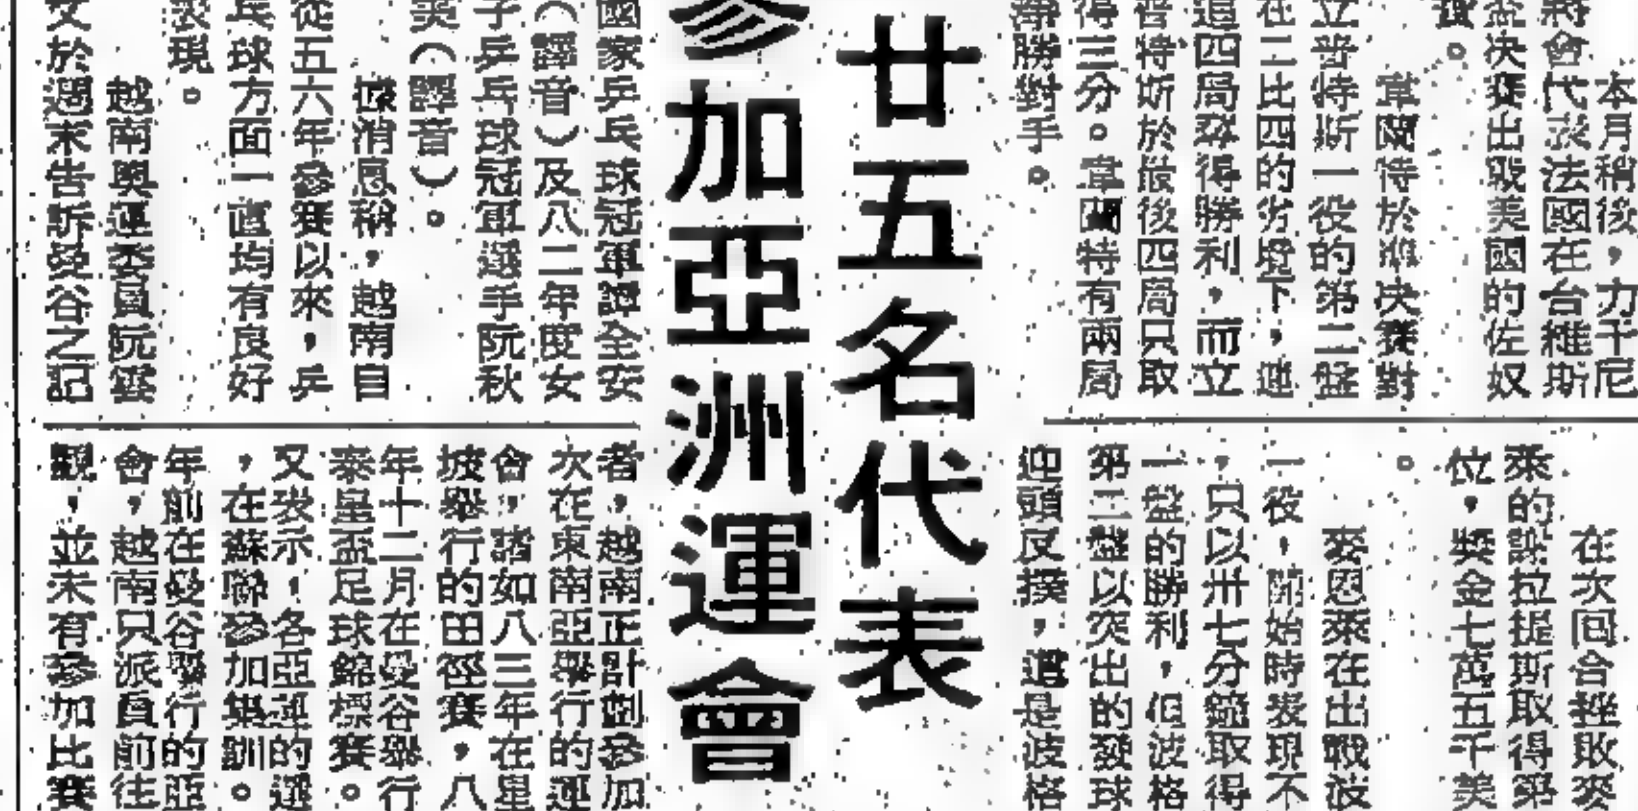 本月稍後，力千尼
將會代表法國在台維斯
盃決賽出戰美國的佐奴
賓。
韋蘭特於準決賽對
立普特斯一役的第二盤
在二比四的劣境下，連
追四局奪得勝利，而立
普特斯於最後四局只取
得三分。韋蘭特有兩局
淨勝對手。
廿五名代表
參加亞洲運會
國家乒乓球冠軍譚全安
（譯音）及八二年度女
子乒乓球冠軍選手阮秋
（譯音）。
據消息稱，越南自
從五六年參賽以來，乒
乓球方面一直均有良好
表現。
越南奧運委員阮雲
文於週末告訴曼谷之記
在次回合挫敗麥
來的謝拉提斯取得第
位，獎金七萬五千美
。
麥恩萊在出戰波
一役，開始時發現不
，只以卅七分鐘取得
一盤的勝利，但波格
第二盤以突出的發球
迎頭反撲，還是波格
者，越南正計劃參加
次在東南亞舉行的運
會，諸如八三年在星
坡舉行的田徑賽，八
年十二月在曼谷舉行
泰皇盃足球錦標賽。
又表示，各亞運的選
，在蘇聯參加集訓。
年前在曼谷舉行的亞
會，越南只派員前往
觀，並未有參加比賽